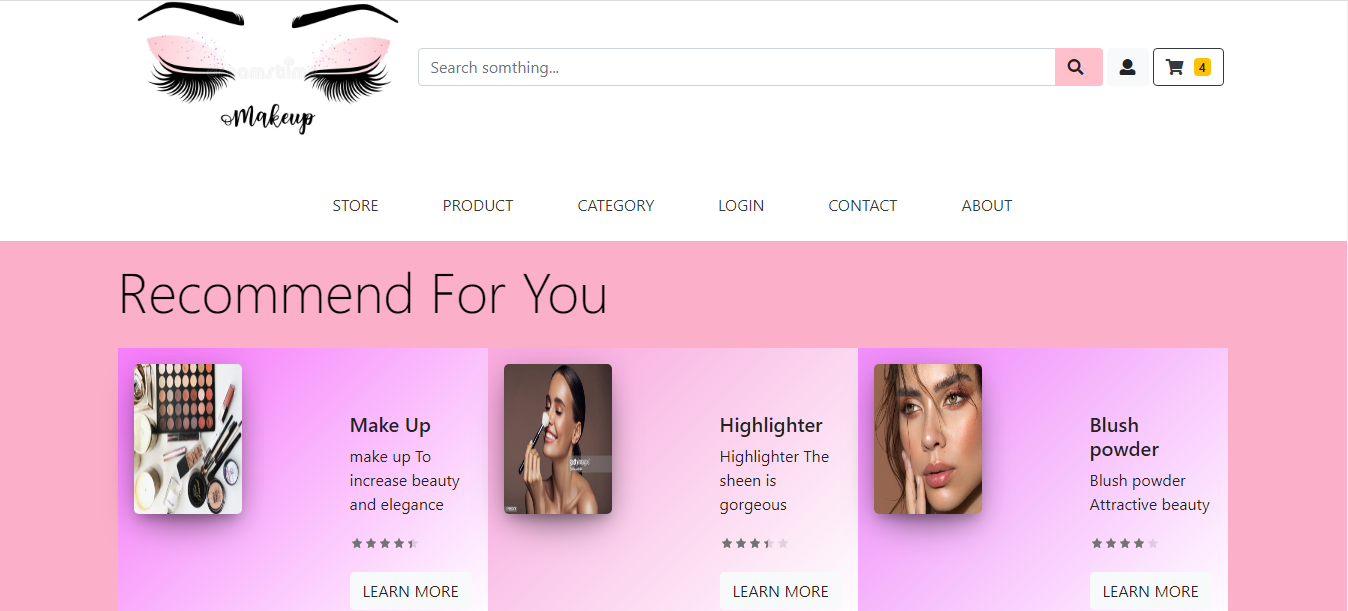 Makeup
Search somthing...
4
STORE PRODUCT CATEGORY LOGIN CONTACT ABOUT
Recommend For You
Make Up
make up To
increase beauty
and elegance
LEARN MORE
Highlighter
Highlighter The
sheen is
gorgeous
LEARN MORE
Blush
powder
Blush powder
Attractive beauty
LEARN MORE